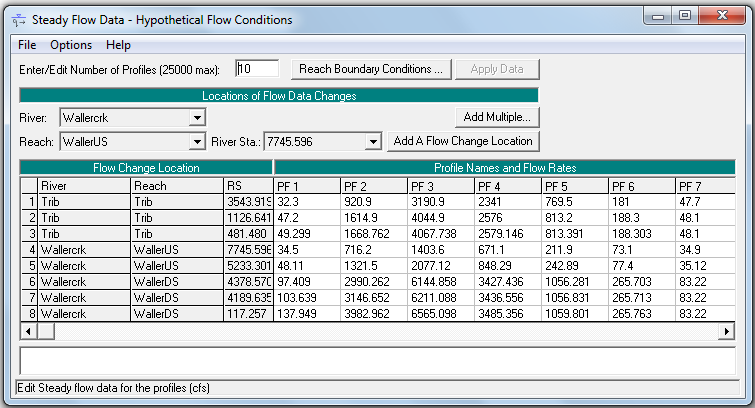 Steady Flow Data - Hypothetical Flow Conditions
File Options Help
Enter/Edit Number of Profiles (25000 max): 10 Reach Boundary Conditions ... Apply Data
Locations of Flow Data Changes
River: Wallercrk Add Multiple...
Reach: WallerUS River Sta.: 7745.596 Add A Flow Change Location
Flow Change Location Profile Names and Flow Rates
River Reach RS PF 1 PF 2 PF 3 PF 4 PF 5 PF 6 PF 7
1 Trib Trib 3543.919 32.3 920.9 3190.9 2341 769.5 181 47.7
2 Trib Trib 1126.641 47.2 1614.9 4044.9 2576 813.2 188.3 48.1
3 Trib Trib 481.480 49.299 1668.762 4067.738 2579.146 813.391 188.303 48.1
4 Wallercrk WallerUS 7745.596 34.5 716.2 1403.6 671.1 211.9 73.1 34.9
5 Wallercrk WallerUS 5233.301 48.11 1321.5 2077.12 848.29 242.89 77.4 35.12
6 Wallercrk WallerDS 4378.570 97.409 2990.262 6144.858 3427.436 1056.281 265.703 83.22
7 Wallercrk WallerDS 4189.635 103.639 3146.652 6211.088 3436.556 1056.831 265.713 83.22
8 Wallercrk WallerDS 117.257 137.949 3982.962 6565.098 3485.356 1059.801 265.763 83.22
Edit Steady flow data for the profiles (cfs)